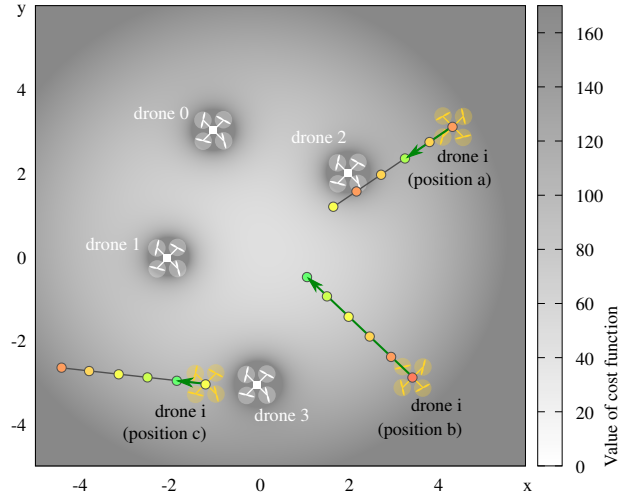 y
4
2
0
-2
-4
-4
-2
0
2
4
x
drone 0
drone 2
drone i
(position a)
drone 1
drone i
(position c)
drone 3
drone i
(position b)
160
140
120
100
80
60
40
20
0
Value of cost function